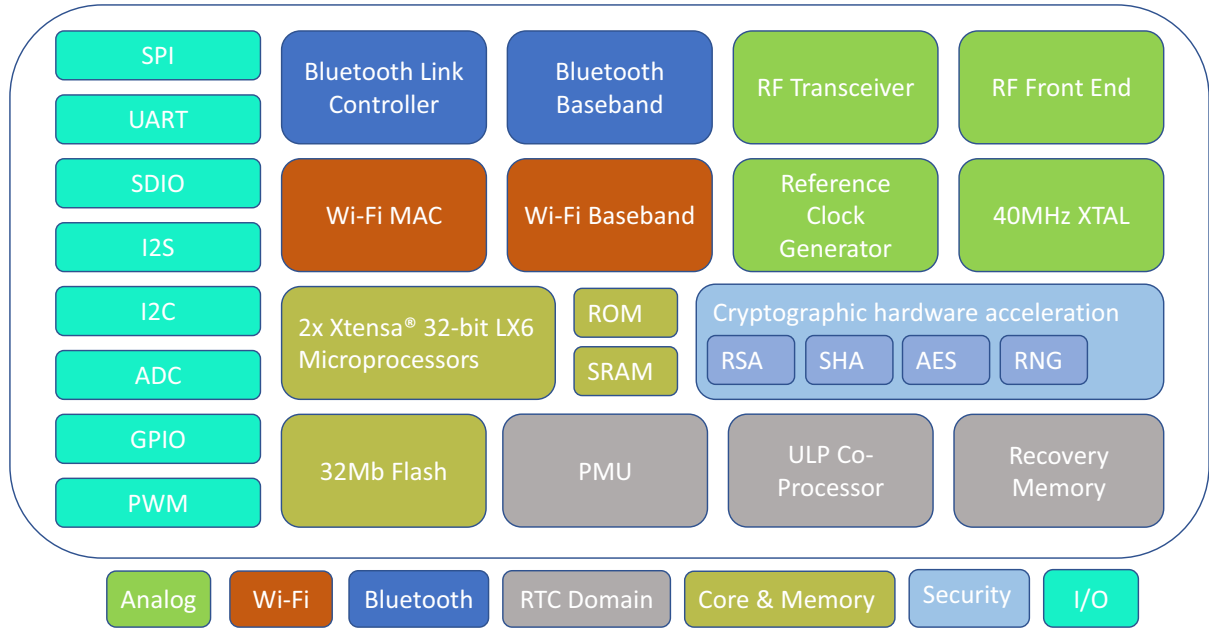 SPI
UART
SDIO
I2S
I2C
ADC
GPIO
PWM
Bluetooth Link
Controller
Bluetooth
Baseband
RF Transceiver
RF Front End
Wi-Fi MAC
Wi-Fi Baseband
Reference
Clock
Generator
40MHz XTAL
2x Xtensa® 32-bit LX6
Microprocessors
ROM
SRAM
Cryptographic hardware acceleration
RSA
SHA
AES
RNG
32Mb Flash
PMU
ULP Co-
Processor
Recovery
Memory
Analog
Wi-Fi
Bluetooth
RTC Domain
Core & Memory
Security
I/O